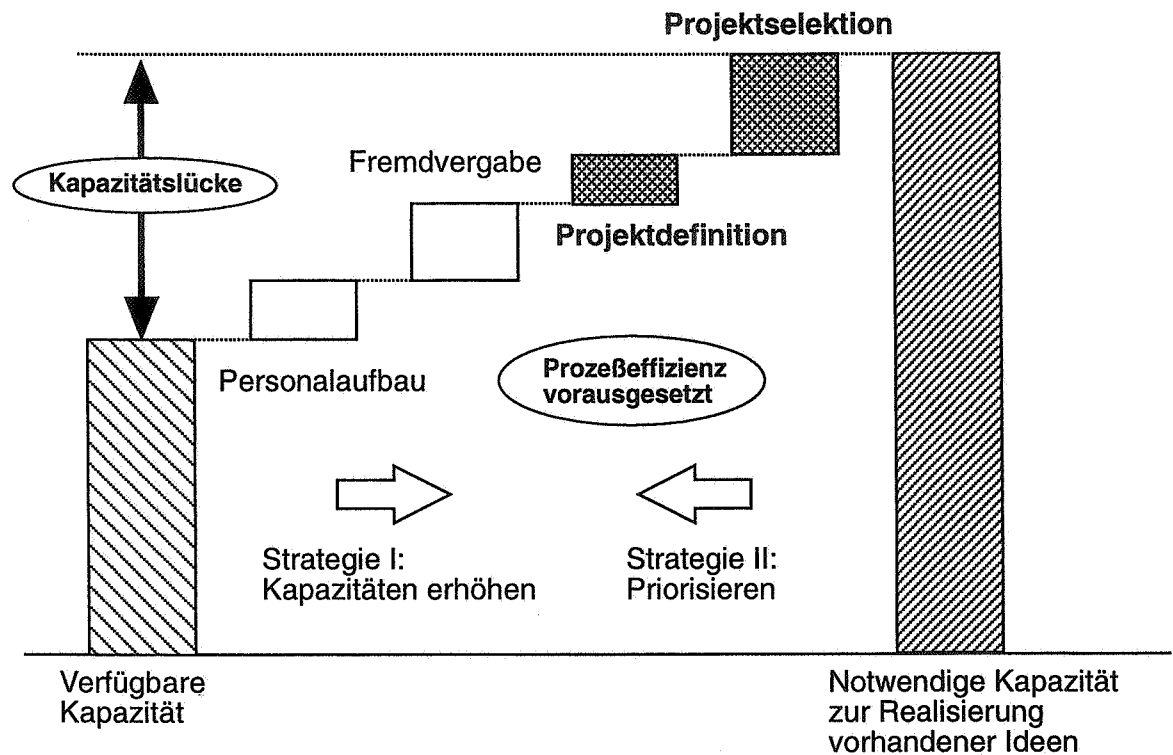 Projektselektion
Fremdvergabe
Kapazitätslücke
Projektdefinition
Personalaufbau
Prozeßeffizienz
vorausgesetzt
Strategie I:
Kapazitäten erhöhen
Strategie II:
Priorisieren
Verfügbare
Kapazität
Notwendige Kapazität
zur Realisierung
vorhandener Ideen